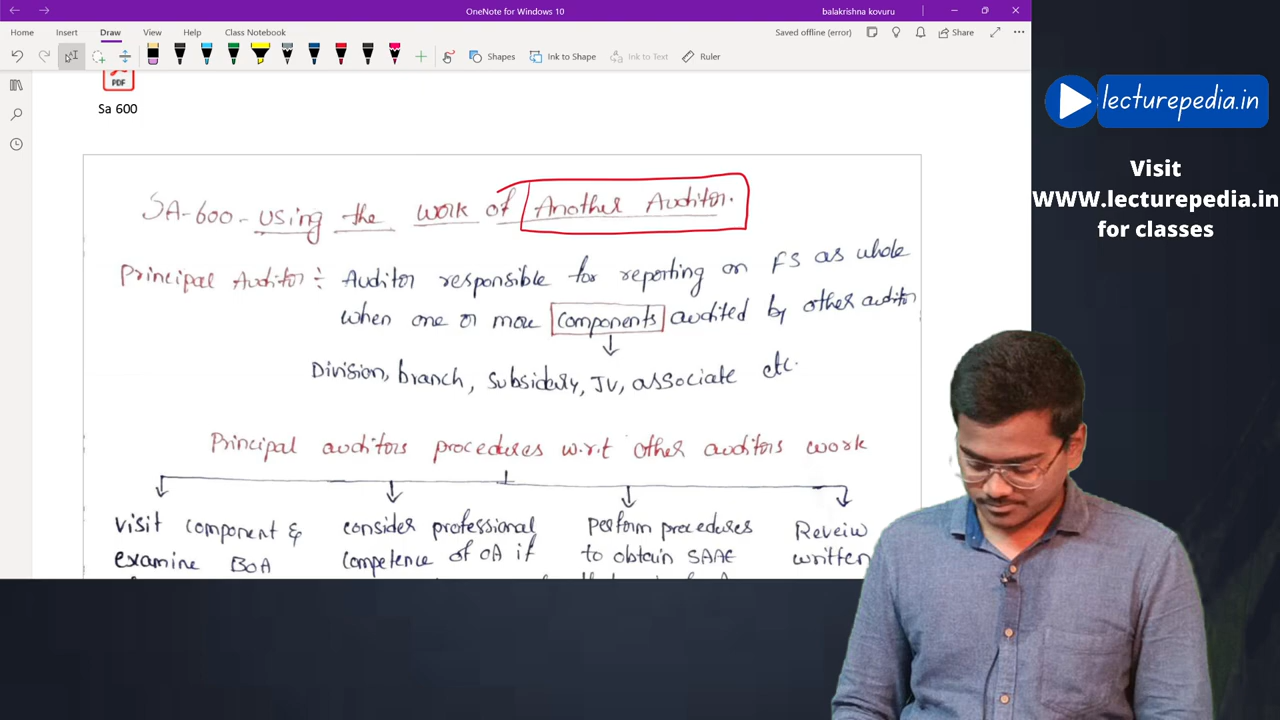 OneNote for Windows 10
balakrishna kovuru
Home Insert Draw View Help Class Notebook
Saved offline (error) Share
Shapes Ink to Shape Ink to Text Ruler
PDF
Sa 600
lecturepedia.in
Visit
WWW.lecturepedia.in
for classes
SA-600 - using the work of Another Auditor.
Principal Auditor ÷ Auditor responsible for reporting on FS as whole
when one or more components audited by other auditor
Division, branch, Subsidery, JV, associate etc.
Principal auditors procedures w.r.t other auditors work
visit component & consider professional Perform procedures Reveiw
examine BOA competence of OA if to obtain SAAE written